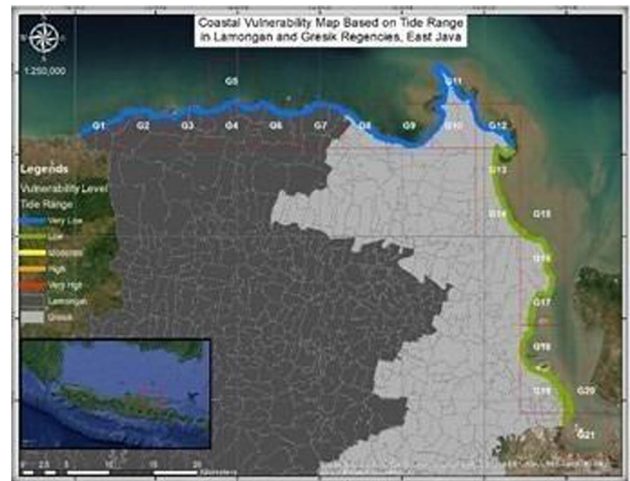 Coastal Vulnerability Map Based on Tide Range
in Lamongan and Gresik Regencies, East Java
1:250,000
G5
G11
G1
G2
G3
G4
G6
G7
G8
G9
G10
G12
G13
G14
G15
G16
G17
G18
G19
G20
G21
Legends
Vulnerability Level
Tide Range
Very Low
Low
Moderate
High
Very High
Lamongan
Gresik